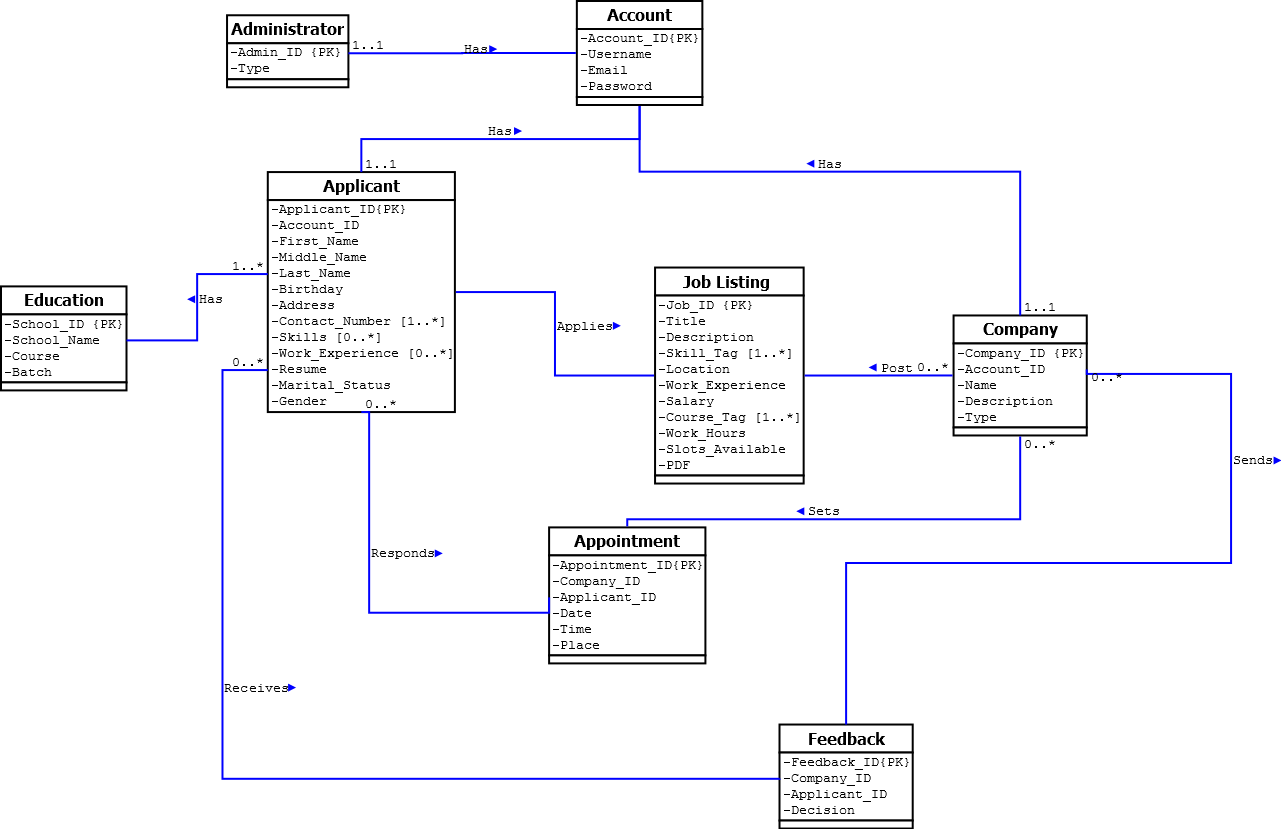 Administrator
-Admin_ID {PK}
-Type
1..1
Has
Account
-Account_ID{PK}
-Username
-Email
-Password
Has
1..1
Has
Applicant
-Applicant_ID{PK}
-Account_ID
-First_Name
-Middle_Name
-Last_Name
-Birthday
-Address
-Contact_Number [1..*]
-Skills [0..*]
-Work_Experience [0..*]
-Resume
-Marital_Status
-Gender
1..*
Has
0..*
0..*
Education
-School_ID {PK}
-School_Name
-Course
-Batch
Applies
Job Listing
-Job_ID {PK}
-Title
-Description
-Skill_Tag [1..*]
-Location
-Work_Experience
-Salary
-Course_Tag [1..*]
-Work_Hours
-Slots_Available
-PDF
Post 0..*
1..1
Company
-Company_ID {PK}
-Account_ID
-Name
-Description
-Type
0..*
0..*
Sends
Sets
Responds
Appointment
-Appointment_ID{PK}
-Company_ID
-Applicant_ID
-Date
-Time
-Place
Receives
Feedback
-Feedback_ID{PK}
-Company_ID
-Applicant_ID
-Decision